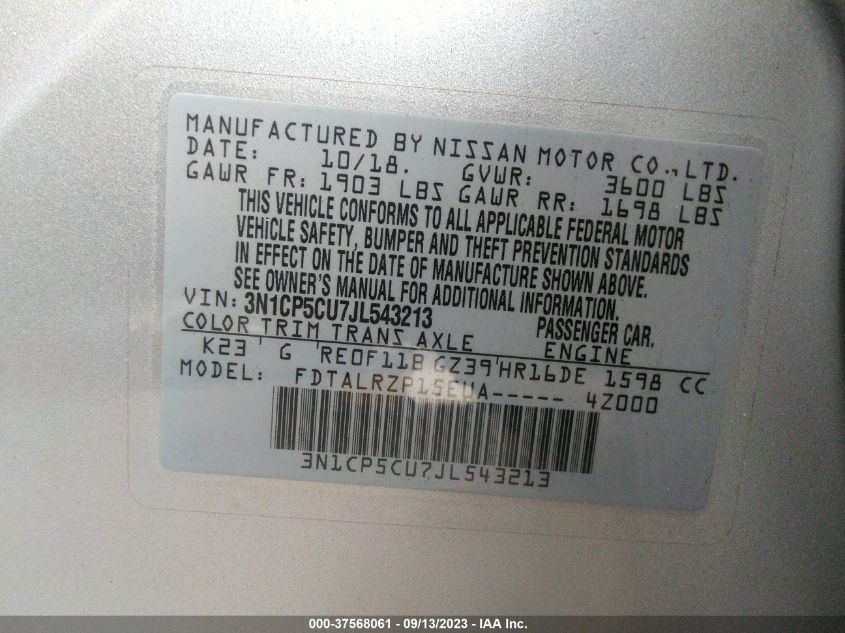 MANUFACTURED BY NISSAN MOTOR CO.,LTD.
DATE: 10/18. GVWR: 3600 LBS
GAWR FR: 1903 LBS GAWR RR: 1698 LBS
THIS VEHICLE CONFORMS TO ALL APPLICABLE FEDERAL MOTOR
VEHICLE SAFETY, BUMPER AND THEFT PREVENTION STANDARDS
IN EFFECT ON THE DATE OF MANUFACTURE SHOWN ABOVE.
SEE OWNER'S MANUAL FOR ADDITIONAL INFORMATION.
VIN: 3N1CP5CU7JL543213 PASSENGER CAR.
COLOR TRIM TRANS AXLE ENGINE
K23 ' G 'RE0F11B GZ39'HR16DE 1598 CC
MODEL: FDTALRZP15EUA----- 4Z000
3N1CP5CU7JL543213
000-37568061 - 09/13/2023 - IAA Inc.